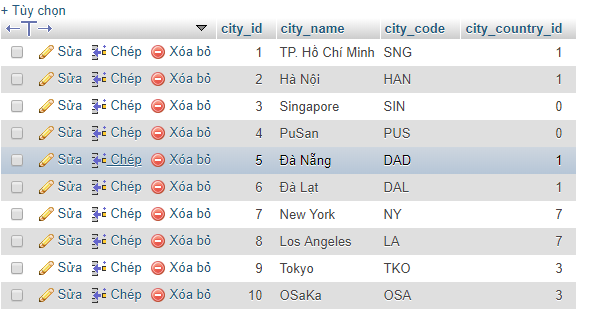 + Tùy chọn
city_id city_name city_code city_country_id
Sửa Chép Xóa bỏ 1 TP. Hồ Chí Minh SNG 1
Sửa Chép Xóa bỏ 2 Hà Nội HAN 1
Sửa Chép Xóa bỏ 3 Singapore SIN 0
Sửa Chép Xóa bỏ 4 PuSan PUS 0
Sửa Chép Xóa bỏ 5 Đà Nẵng DAD 1
Sửa Chép Xóa bỏ 6 Đà Lạt DAL 1
Sửa Chép Xóa bỏ 7 New York NY 7
Sửa Chép Xóa bỏ 8 Los Angeles LA 7
Sửa Chép Xóa bỏ 9 Tokyo TKO 3
Sửa Chép Xóa bỏ 10 OSaKa OSA 3